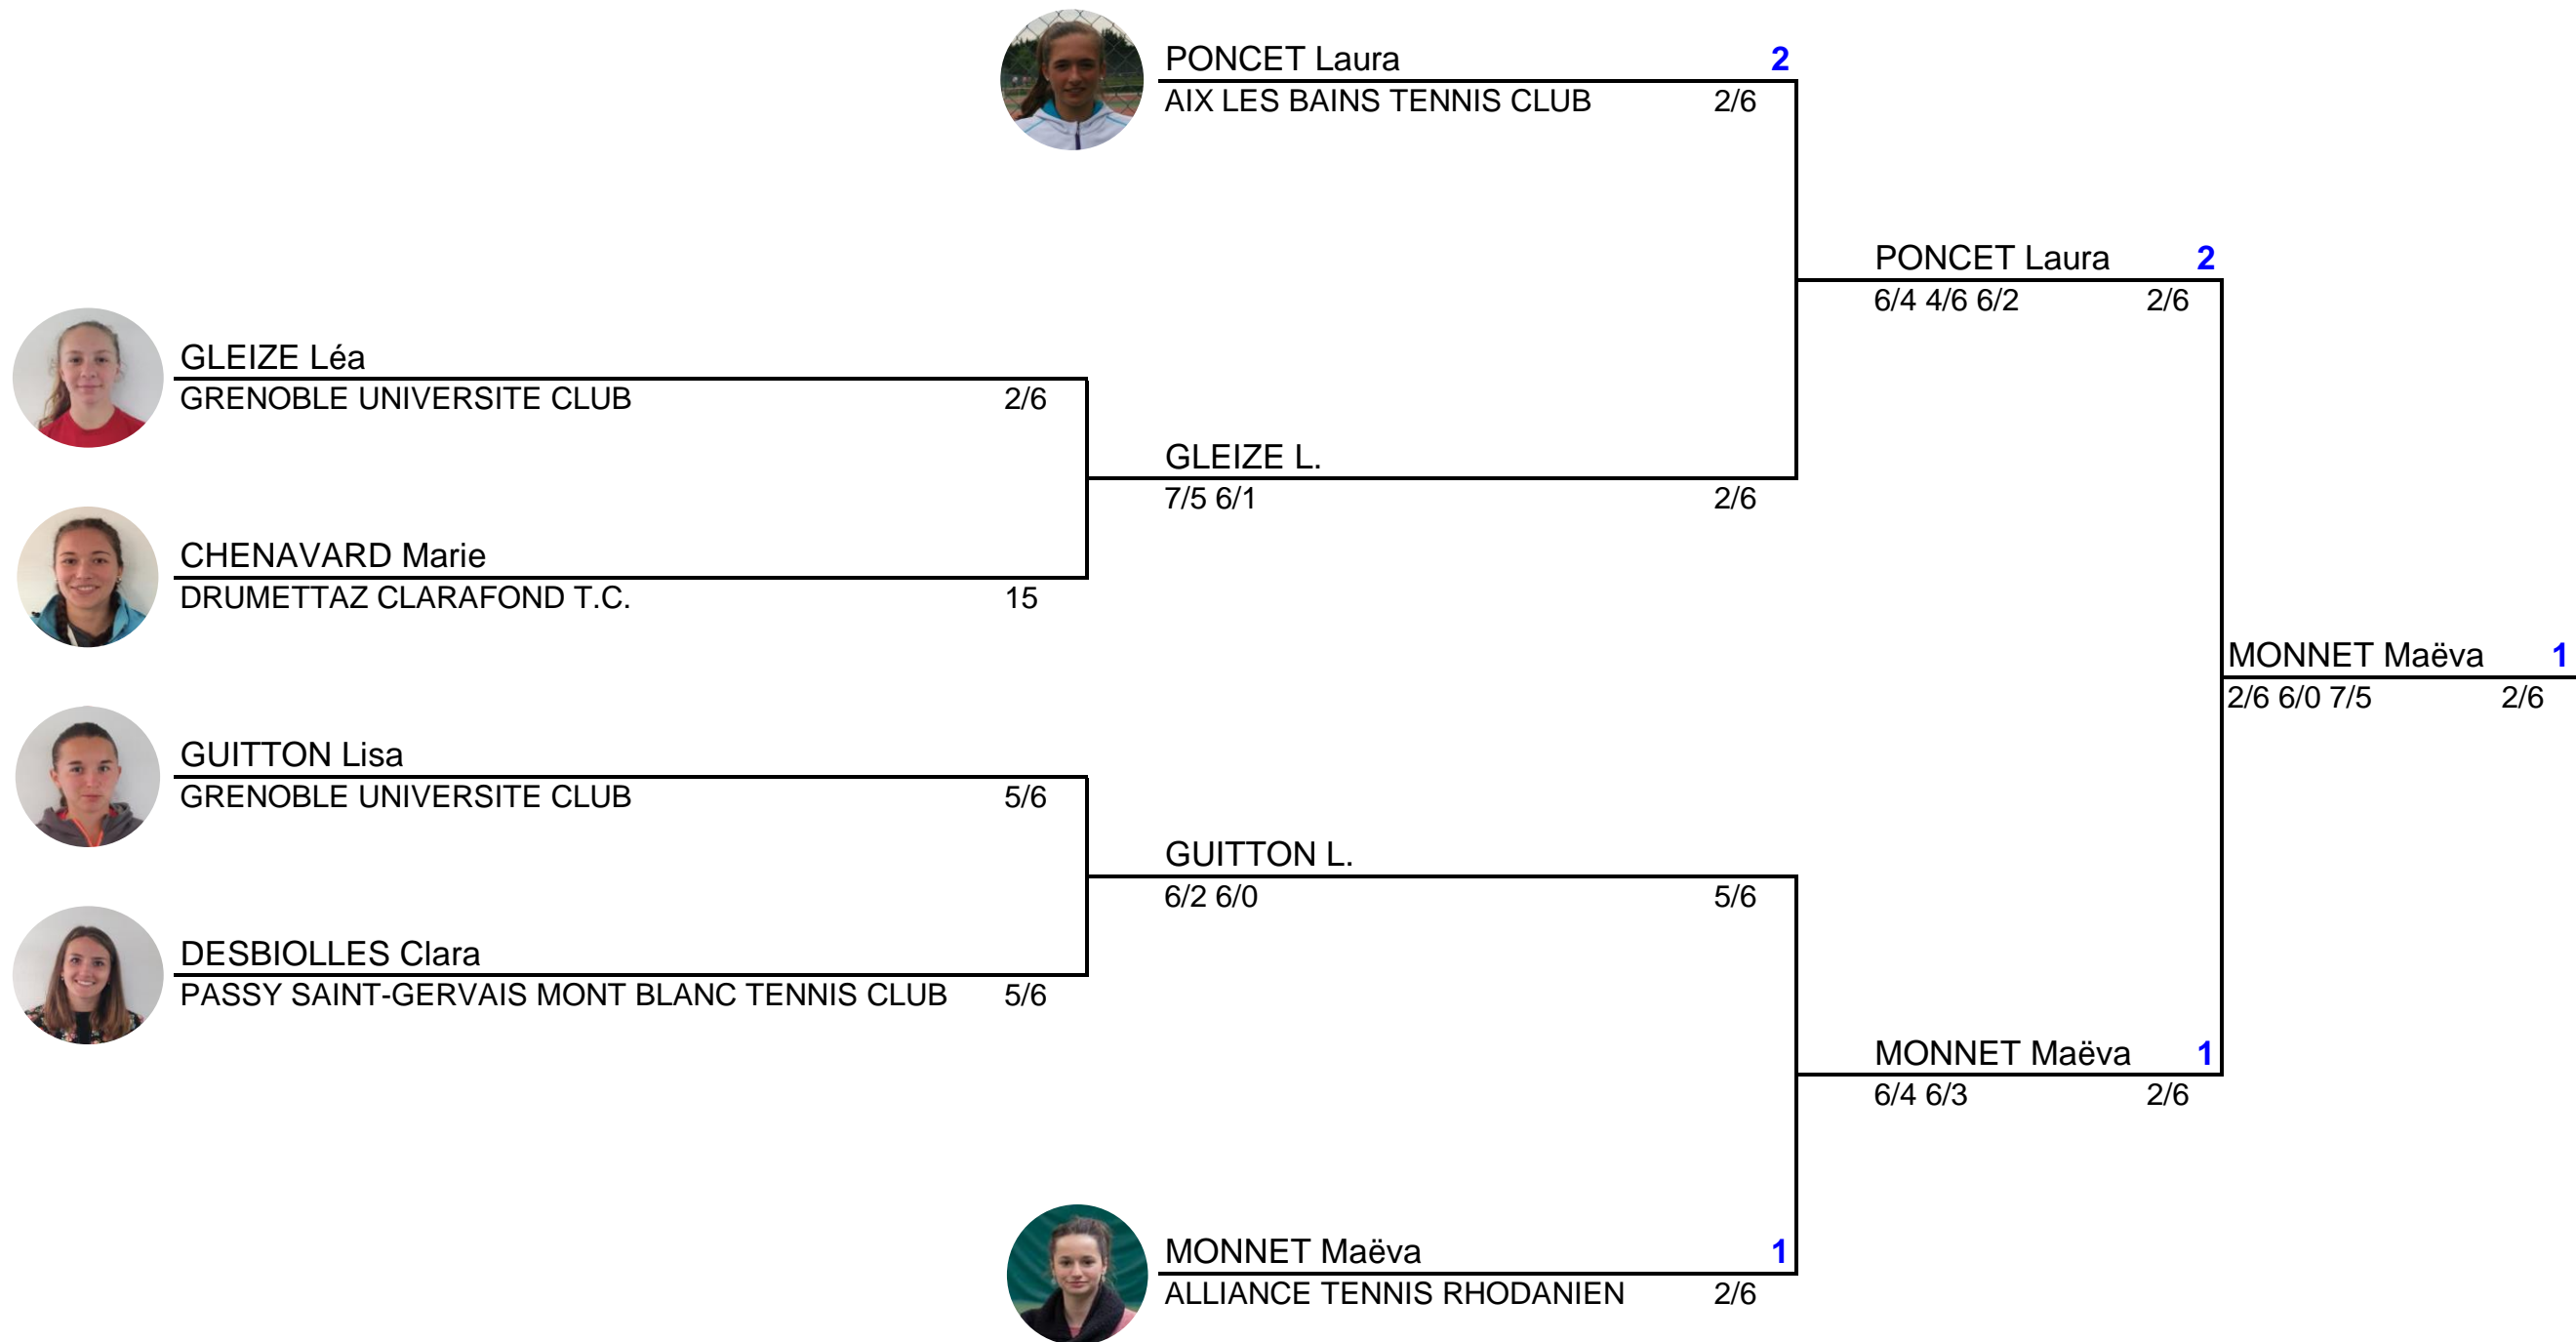 PONCET Laura 2
AIX LES BAINS TENNIS CLUB 2/6
PONCET Laura 2
6/4 4/6 6/2 2/6
GLEIZE Léa
GRENOBLE UNIVERSITE CLUB 2/6
GLEIZE L.
7/5 6/1 2/6
CHENAVARD Marie
DRUMETTAZ CLARAFOND T.C. 15
MONNET Maëva 1
2/6 6/0 7/5 2/6
GUITTON Lisa
GRENOBLE UNIVERSITE CLUB 5/6
GUITTON L.
6/2 6/0 5/6
DESBIOLLES Clara
PASSY SAINT-GERVAIS MONT BLANC TENNIS CLUB 5/6
MONNET Maëva 1
6/4 6/3 2/6
MONNET Maëva 1
ALLIANCE TENNIS RHODANIEN 2/6